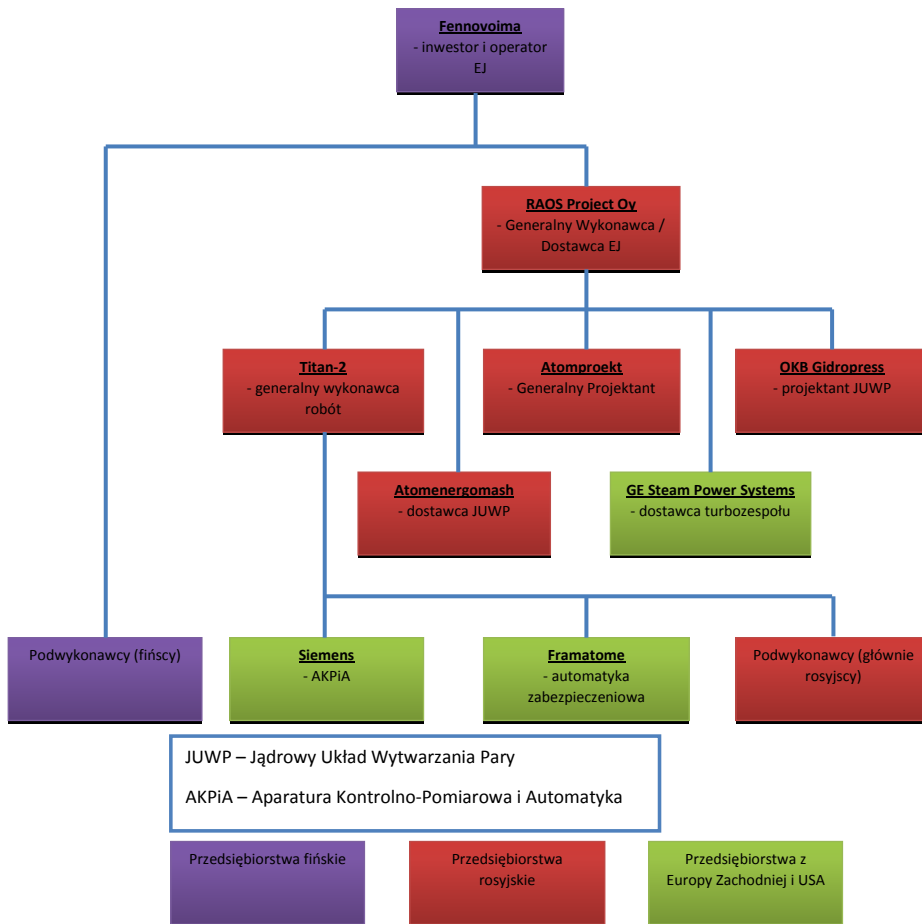 Fennovoima
- inwestor i operator
EJ
RAOS Project Oy
- Generalny Wykonawca /
Dostawca EJ
Titan-2
- generalny wykonawca
robót
Atomproekt
- Generalny Projektant
OKB Gidropress
- projektant JUWP
Atomenergomash
- dostawca JUWP
GE Steam Power Systems
- dostawca turbozespołu
Podwykonawcy (fińscy)
Siemens
- AKPiA
Framatome
- automatyka
zabezpieczeniowa
Podwykonawcy (głównie
rosyjscy)
JUWP – Jądrowy Układ Wytwarzania Pary
AKPiA – Aparatura Kontrolno-Pomiarowa i Automatyka
Przedsiębiorstwa fińskie
Przedsiębiorstwa
rosyjskie
Przedsiębiorstwa z
Europy Zachodniej i USA